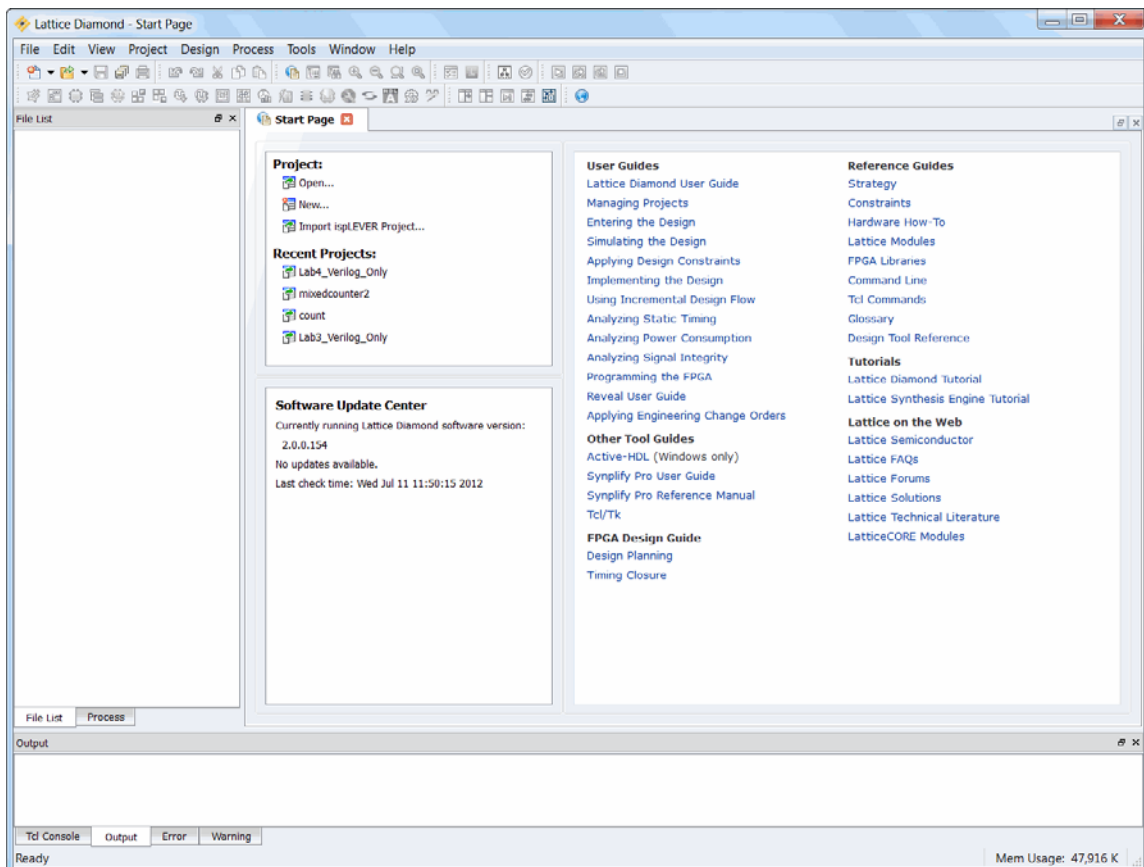 Lattice Diamond - Start Page
File Edit View Project Design Process Tools Window Help
File List
Start Page
Project:
Open...
New...
Import ispLEVER Project...
Recent Projects:
Lab4_Verilog_Only
mixedcounter2
count
Lab3_Verilog_Only
Software Update Center
Currently running Lattice Diamond software version:
2.0.0.154
No updates available.
Last check time: Wed Jul 11 11:50:15 2012
User Guides
Lattice Diamond User Guide
Managing Projects
Entering the Design
Simulating the Design
Applying Design Constraints
Implementing the Design
Using Incremental Design Flow
Analyzing Static Timing
Analyzing Power Consumption
Analyzing Signal Integrity
Programming the FPGA
Reveal User Guide
Applying Engineering Change Orders
Other Tool Guides
Active-HDL (Windows only)
Synplify Pro User Guide
Synplify Pro Reference Manual
Tcl/Tk
FPGA Design Guide
Design Planning
Timing Closure
Reference Guides
Strategy
Constraints
Hardware How-To
Lattice Modules
FPGA Libraries
Command Line
Tcl Commands
Glossary
Design Tool Reference
Tutorials
Lattice Diamond Tutorial
Lattice Synthesis Engine Tutorial
Lattice on the Web
Lattice Semiconductor
Lattice FAQs
Lattice Forums
Lattice Solutions
Lattice Technical Literature
LatticeCORE Modules
File List Process
Output
Tcl Console Output Error Warning
Ready Mem Usage: 47,916 K